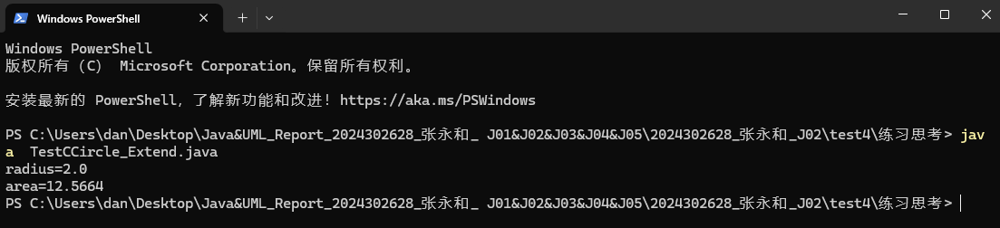 Windows PowerShell
Windows PowerShell
版权所有 (C) Microsoft Corporation。保留所有权利。
安装最新的 PowerShell,了解新功能和改进!https://aka.ms/PSWindows
PS C:\Users\dan\Desktop\Java&UML_Report_2024302628_张永和_ J01&J02&J03&J04&J05\2024302628_张永和_J02\test4\练习思考> jav
a  TestCCircle_Extend.java
radius=2.0
area=12.5664
PS C:\Users\dan\Desktop\Java&UML_Report_2024302628_张永和_ J01&J02&J03&J04&J05\2024302628_张永和_J02\test4\练习思考>